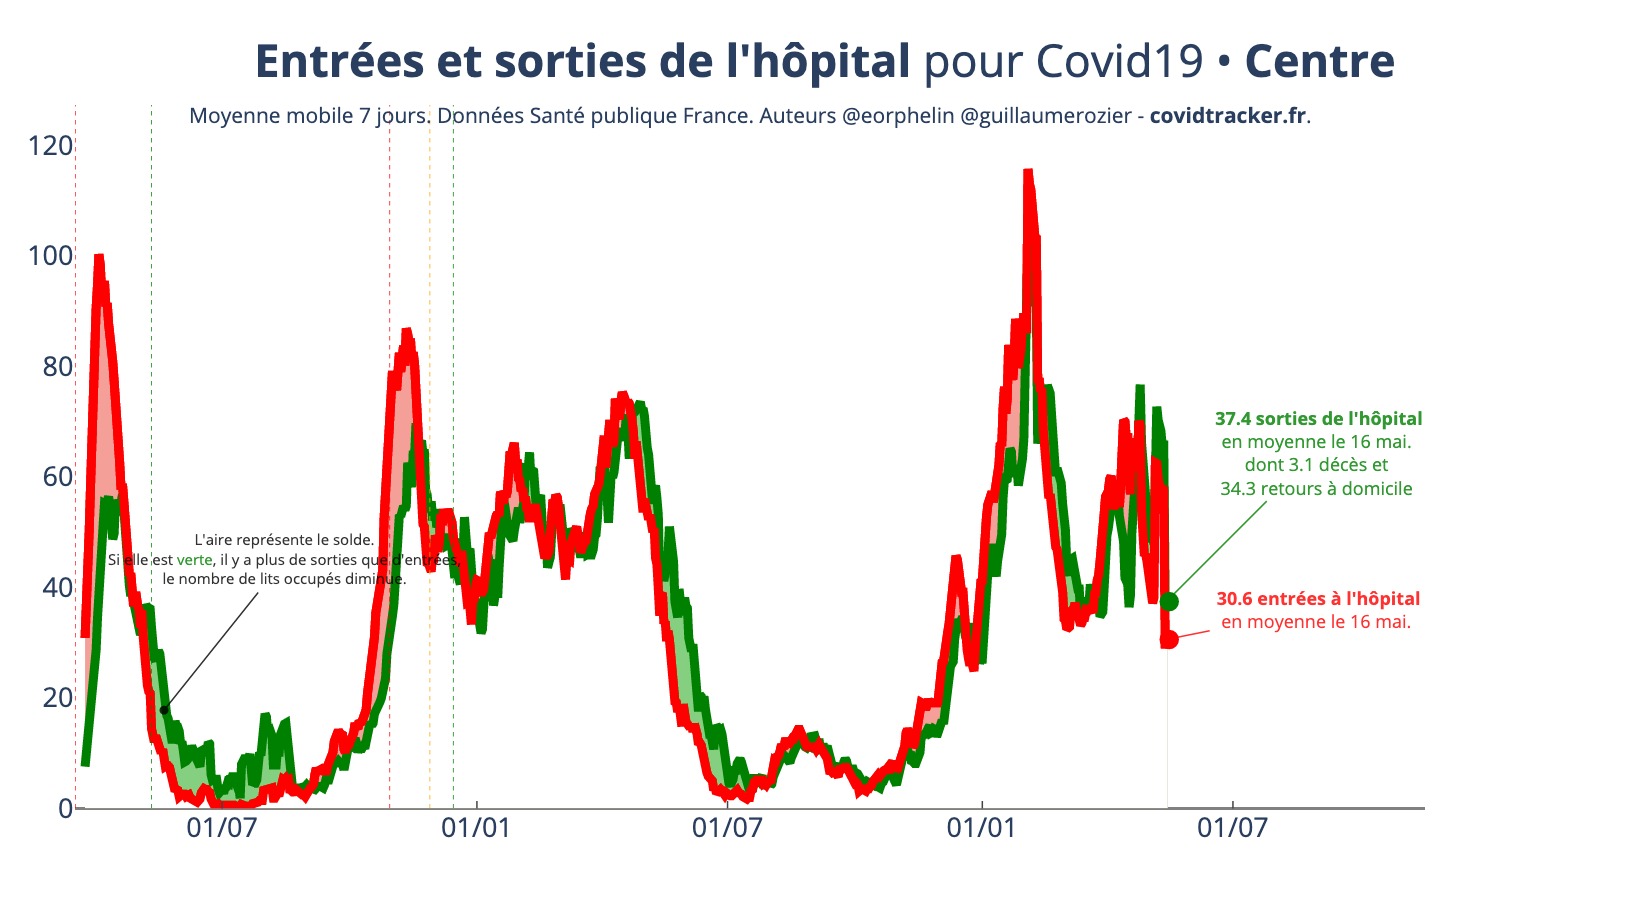 Entrées et sorties de l'hôpital pour Covid19 • Centre
Moyenne mobile 7 jours. Données Santé publique France. Auteurs @eorphelin @guillaumerozier - covidtracker.fr.
120
100
80
60
40
20
0
L'aire représente le solde.
Si elle est verte, il y a plus de sorties que d'entrées,
le nombre de lits occupés diminue.
37.4 sorties de l'hôpital
en moyenne le 16 mai.
dont 3.1 décès et
34.3 retours à domicile
30.6 entrées à l'hôpital
en moyenne le 16 mai.
01/07
01/01
01/07
01/01
01/07